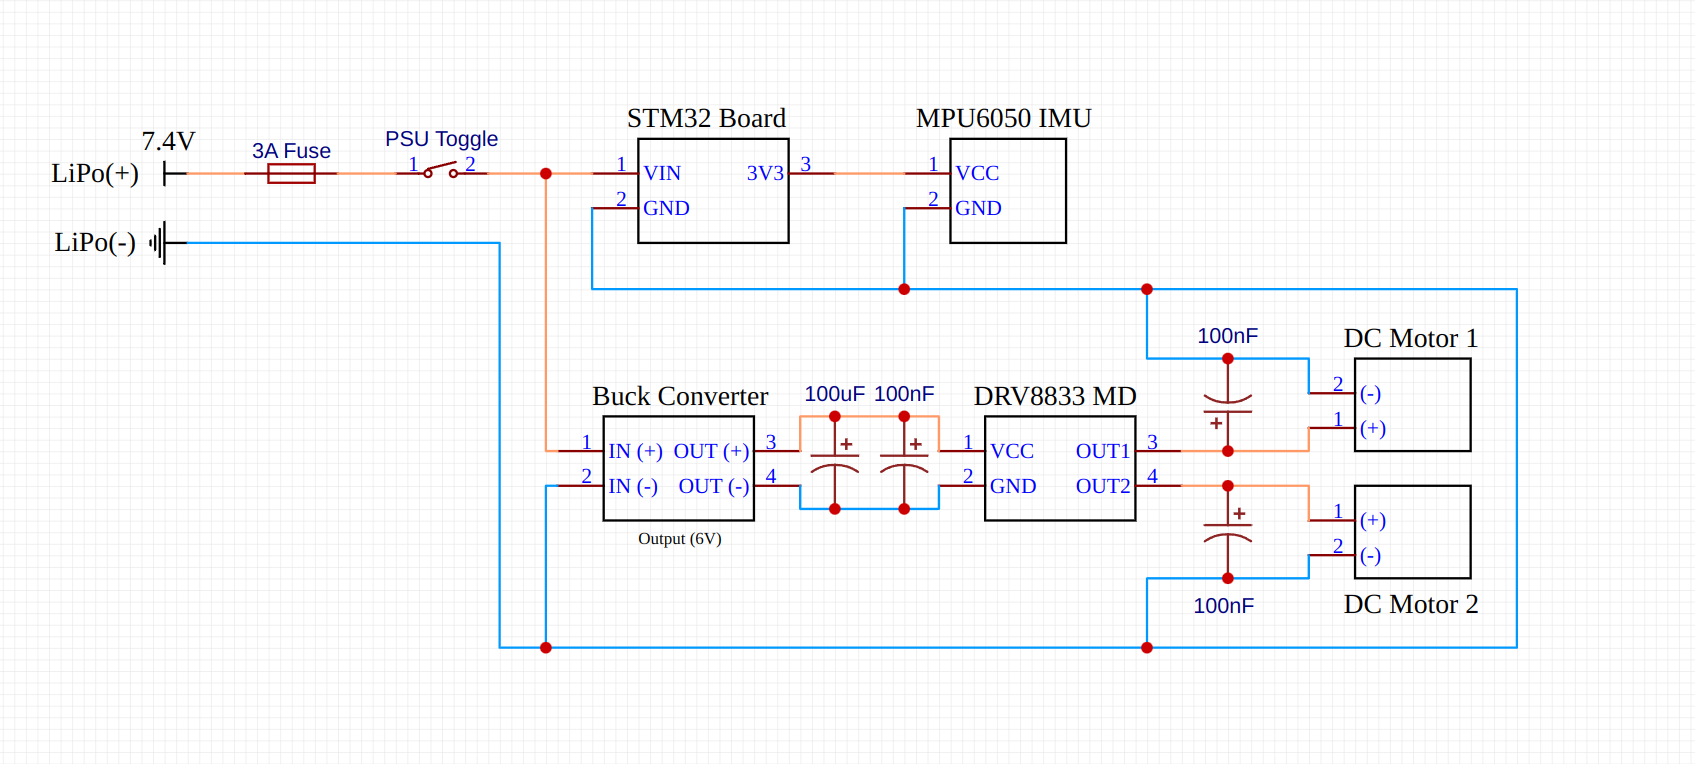 7.4V
LiPo(+)
3A Fuse
PSU Toggle
1 2
STM32 Board
1 VIN 3V3 3
2 GND
MPU6050 IMU
1 VCC
2 GND
LiPo(-)
Buck Converter
1 IN (+) OUT (+) 3
2 IN (-) OUT (-) 4
Output (6V)
100uF 100nF
+ +
DRV8833 MD
1 VCC OUT1 3
2 GND OUT2 4
100nF
+
DC Motor 1
2 (-)
1 (+)
+
100nF
1 (+)
2 (-)
DC Motor 2